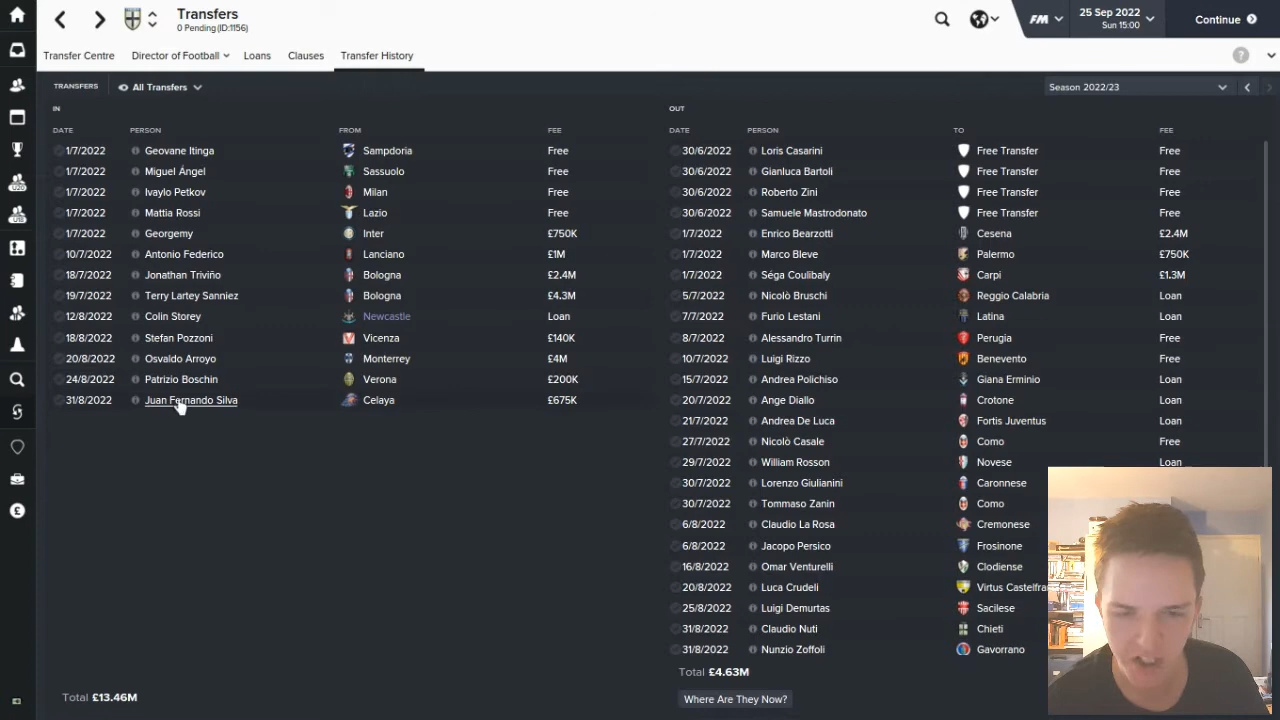 Transfers
0 Pending (ID:1156)
FM
25 Sep 2022
Sun 15:00
Continue
Transfer Centre Director of Football Loans Clauses Transfer History
?
TRANSFERS All Transfers Season 2022/23
IN
DATE PERSON FROM FEE
1/7/2022 Geovane Itinga Sampdoria Free
1/7/2022 Miguel Ángel Sassuolo Free
1/7/2022 Ivaylo Petkov Milan Free
1/7/2022 Mattia Rossi Lazio Free
1/7/2022 Georgemy Inter £750K
10/7/2022 Antonio Federico Lanciano £1M
18/7/2022 Jonathan Triviño Bologna £2.4M
19/7/2022 Terry Lartey Sanniez Bologna £4.3M
12/8/2022 Colin Storey Newcastle Loan
18/8/2022 Stefan Pozzoni Vicenza £140K
20/8/2022 Osvaldo Arroyo Monterrey £4M
24/8/2022 Patrizio Boschin Verona £200K
31/8/2022 Juan Fernando Silva Celaya £675K
Total £13.46M
OUT
DATE PERSON TO FEE
30/6/2022 Loris Casarini Free Transfer Free
30/6/2022 Gianluca Bartoli Free Transfer Free
30/6/2022 Roberto Zini Free Transfer Free
30/6/2022 Samuele Mastrodonato Free Transfer Free
1/7/2022 Enrico Bearzotti Cesena £2.4M
1/7/2022 Marco Bleve Palermo £750K
1/7/2022 Séga Coulibaly Carpi £1.3M
5/7/2022 Nicolò Bruschi Reggio Calabria Loan
7/7/2022 Furio Lestani Latina Loan
8/7/2022 Alessandro Turrin Perugia Free
10/7/2022 Luigi Rizzo Benevento Free
15/7/2022 Andrea Polichiso Giana Erminio Loan
20/7/2022 Ange Diallo Crotone Loan
21/7/2022 Andrea De Luca Fortis Juventus Loan
27/7/2022 Nicolò Casale Como Free
29/7/2022 William Rosson Novese Loan
30/7/2022 Lorenzo Giulianini Caronnese
30/7/2022 Tommaso Zanin Como
6/8/2022 Claudio La Rosa Cremonese
6/8/2022 Jacopo Persico Frosinone
16/8/2022 Omar Venturelli Clodiense
20/8/2022 Luca Crudeli Virtus Castelfra
25/8/2022 Luigi Demurtas Sacilese
31/8/2022 Claudio Nuti Chieti
31/8/2022 Nunzio Zoffoli Gavorrano
Total £4.63M
Where Are They Now?